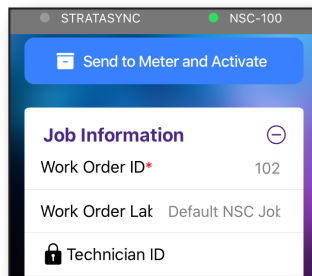 STRATASYNC NSC-100
Send to Meter and Activate
Job Information
Work Order ID* 102
Work Order Lab Default NSC Job
Technician ID